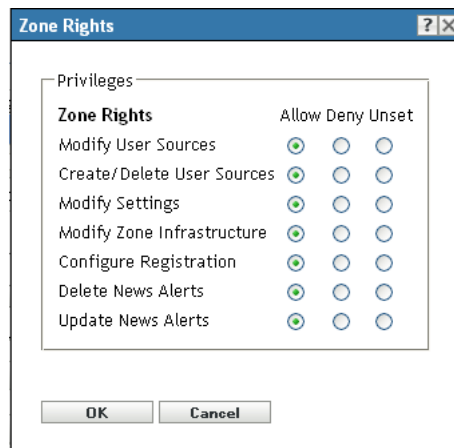 Zone Rights
?
Privileges
Zone Rights Allow Deny Unset
Modify User Sources
Create/Delete User Sources
Modify Settings
Modify Zone Infrastructure
Configure Registration
Delete News Alerts
Update News Alerts
OK Cancel